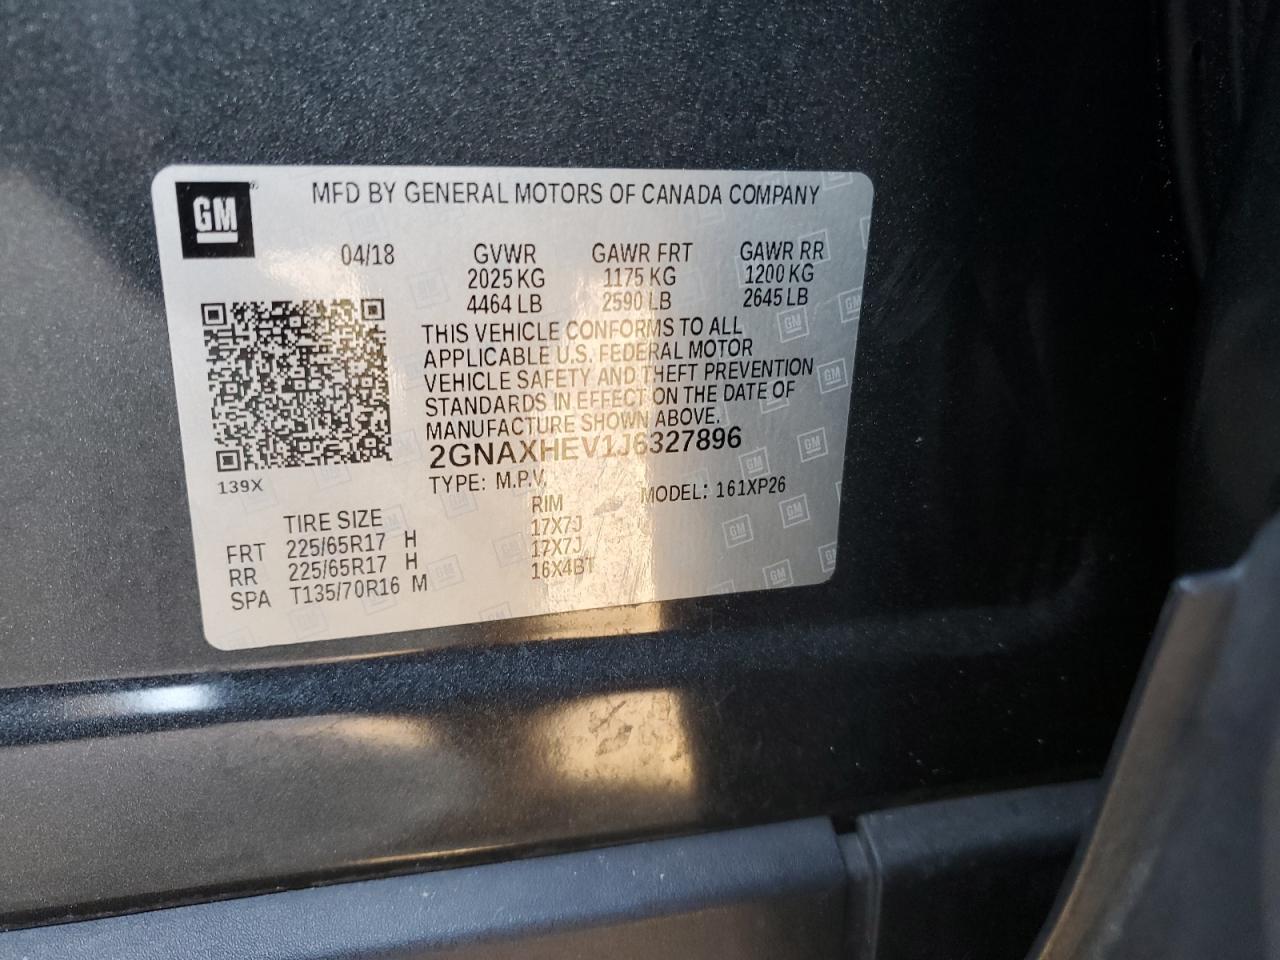 GM
MFD BY GENERAL MOTORS OF CANADA COMPANY
04/18 GVWR GAWR FRT GAWR RR
2025 KG 1175 KG 1200 KG
4464 LB 2590 LB 2645 LB
THIS VEHICLE CONFORMS TO ALL
APPLICABLE U.S. FEDERAL MOTOR
VEHICLE SAFETY AND THEFT PREVENTION
STANDARDS IN EFFECT ON THE DATE OF
MANUFACTURE SHOWN ABOVE.
2GNAXHEV1J6327896
139X
TYPE: M.P.V. MODEL: 161XP26
TIRE SIZE RIM
FRT 225/65R17 H 17X7J
RR 225/65R17 H 17X7J
SPA T135/70R16 M 16X4BT